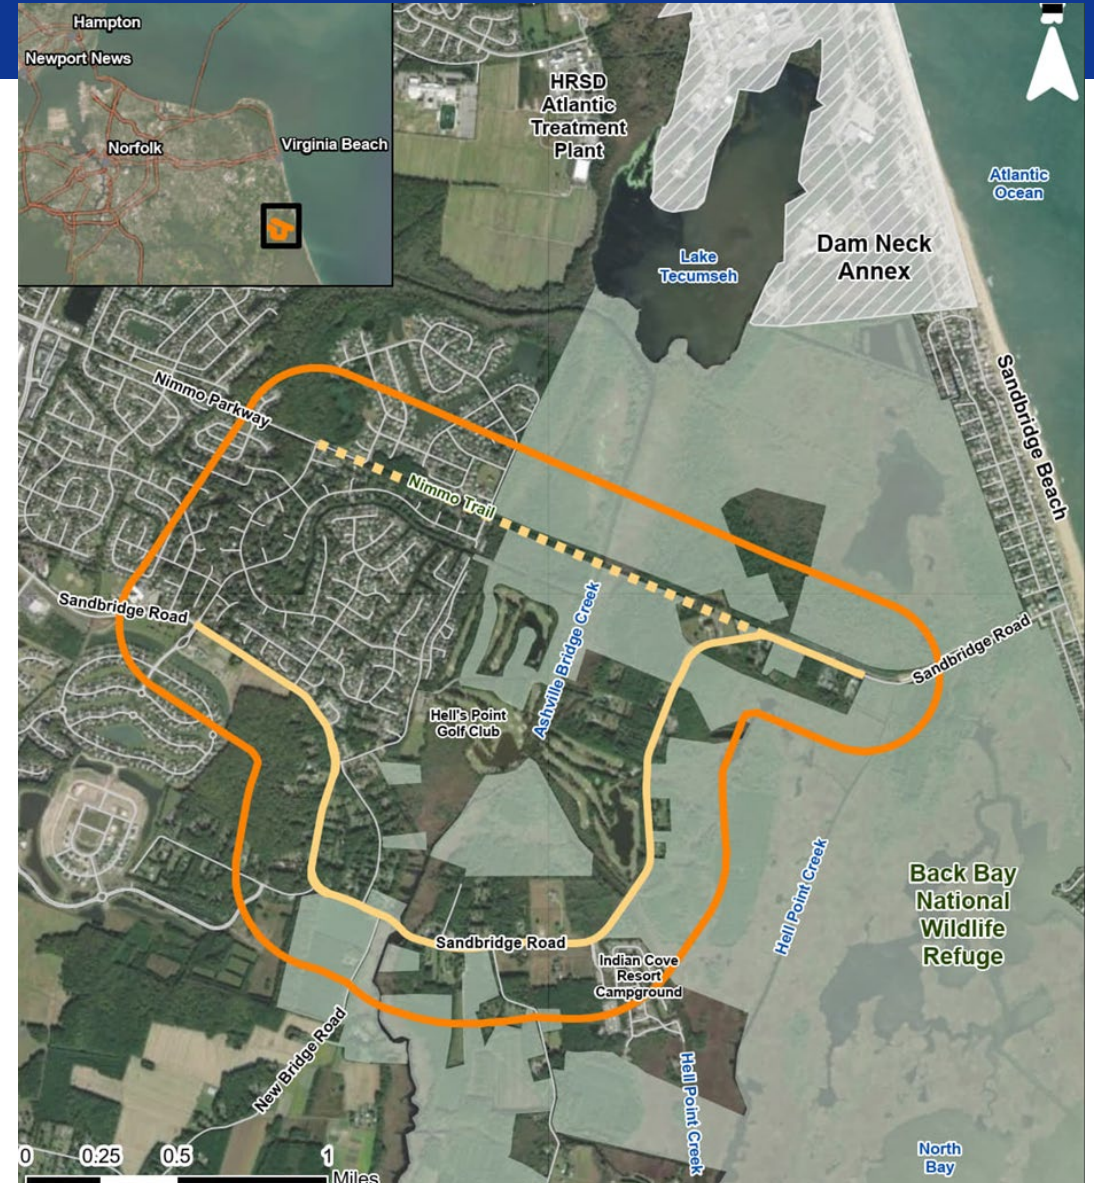 Hampton
Newport News
Norfolk
Virginia Beach
HRSD
Atlantic
Treatment
Plant
Atlantic
Ocean
Lake
Tecumseh
Dam Neck
Annex
Sandbridge Beach
Nimmo Parkway
Nimmo Trail
Sandbridge Road
Ashville Bridge Creek
Sandbridge Road
Hell's Point
Golf Club
Hell Point Creek
Back Bay
National
Wildlife
Refuge
Sandbridge Road
Indian Cove
Resort
Campground
New Bridge Road
Hell Point Creek
North
Bay
0 0.25 0.5 1
Miles